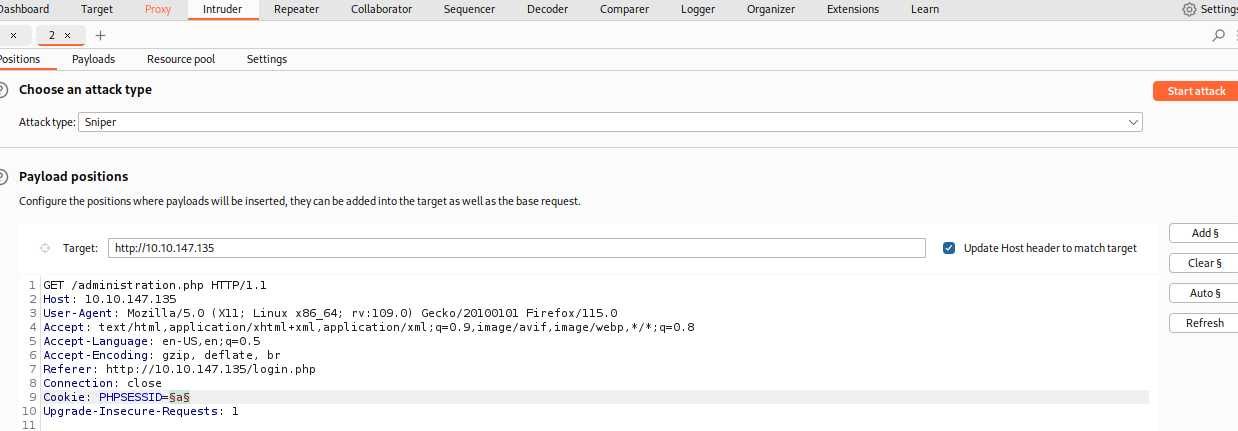 Dashboard Target Proxy Intruder Repeater Collaborator Sequencer Decoder Comparer Logger Organizer Extensions Learn Settings
× 2 × +
Positions Payloads Resource pool Settings
? Choose an attack type Start attack
Attack type: Sniper
? Payload positions
Configure the positions where payloads will be inserted, they can be added into the target as well as the base request.
Target: http://10.10.147.135 Update Host header to match target
Add §
Clear §
Auto §
Refresh
1 GET /administration.php HTTP/1.1
2 Host: 10.10.147.135
3 User-Agent: Mozilla/5.0 (X11; Linux x86_64; rv:109.0) Gecko/20100101 Firefox/115.0
4 Accept: text/html,application/xhtml+xml,application/xml;q=0.9,image/avif,image/webp,*/*;q=0.8
5 Accept-Language: en-US,en;q=0.5
6 Accept-Encoding: gzip, deflate, br
7 Referer: http://10.10.147.135/login.php
8 Connection: close
9 Cookie: PHPSESSID=§a§
10 Upgrade-Insecure-Requests: 1
11